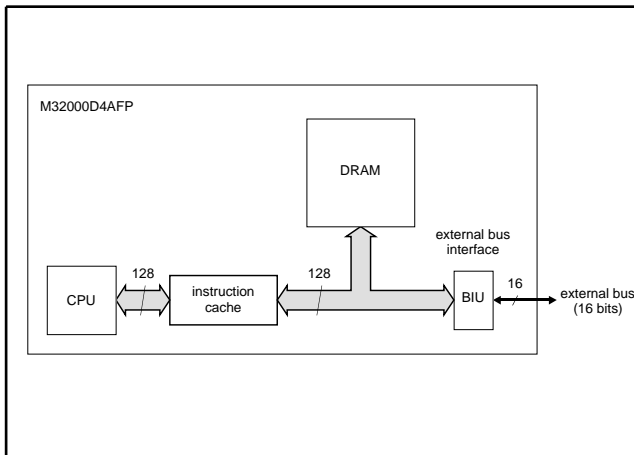 M32000D4AFP
DRAM
external bus
interface
128
128
16
CPU
instruction
cache
BIU
external bus
(16 bits)